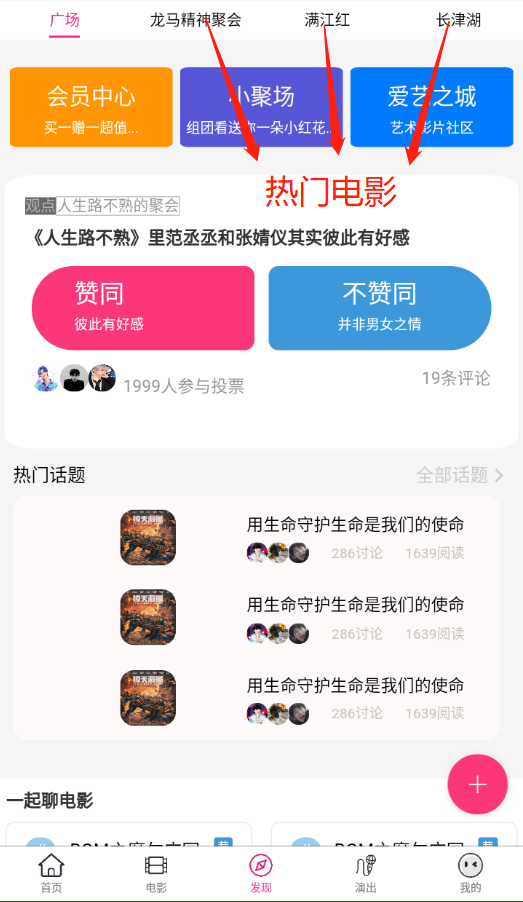 广场 龙马精神聚会 满江红 长津湖
会员中心 小聚场 爱艺之城
买一赠一超值... 组团看送你一朵小红花... 艺术影片社区
热门电影
观点 人生路不熟的聚会
《人生路不熟》里范丞丞和张婧仪其实彼此有好感
赞同 不赞同
彼此有好感 并非男女之情
1999人参与投票 19条评论
热门话题 全部话题
用生命守护生命是我们的使命
286讨论 1639阅读
用生命守护生命是我们的使命
286讨论 1639阅读
用生命守护生命是我们的使命
286讨论 1639阅读
一起聊电影
首页 电影 发现 演出 我的